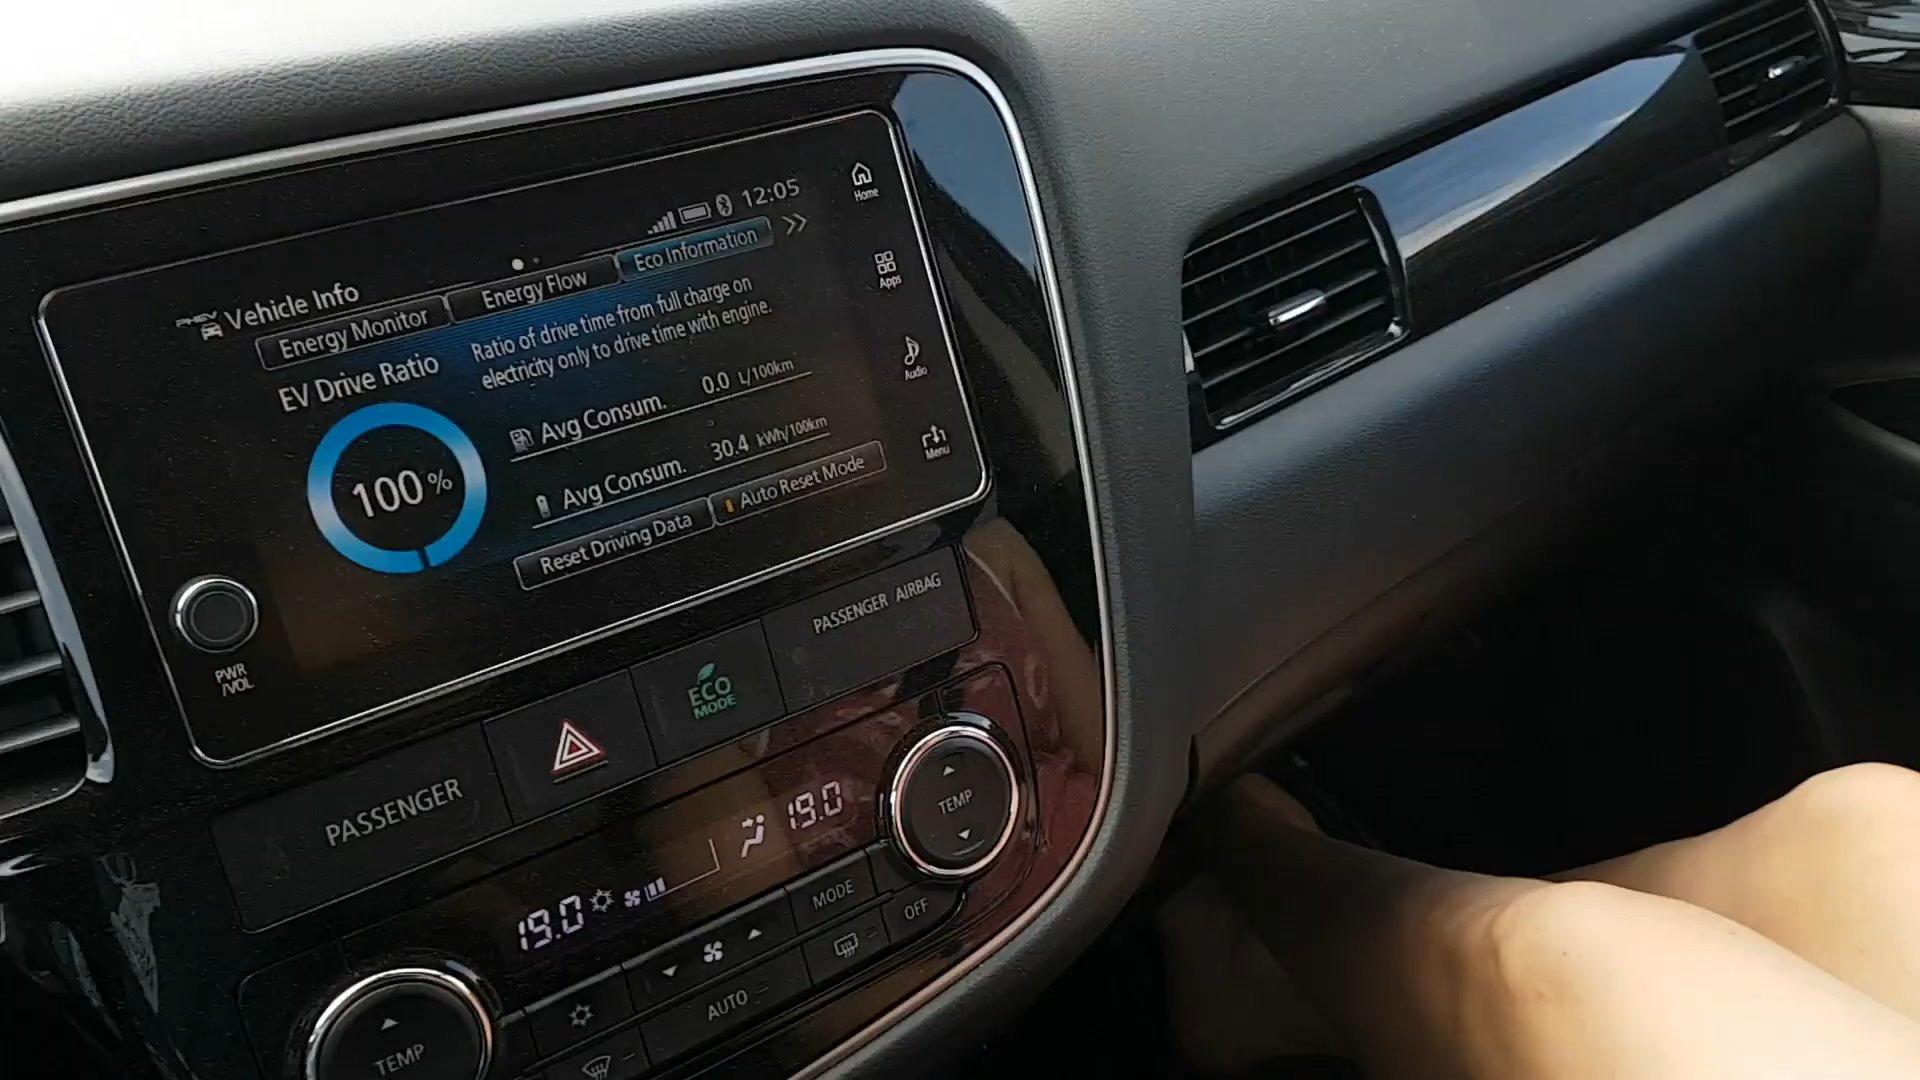 12:05
Home
PHEV Vehicle Info
Energy Monitor
Energy Flow
Eco Information
Apps
EV Drive Ratio
Ratio of drive time from full charge on
electricity only to drive time with engine.
Audio
Avg Consum. 0.0 L/100km
100%
Avg Consum. 30.4 kWh/100km
Menu
Reset Driving Data
Auto Reset Mode
PWR
/VOL
PASSENGER AIRBAG
ECO
MODE
PASSENGER
19.0
19.0
TEMP
MODE
OFF
AUTO
TEMP